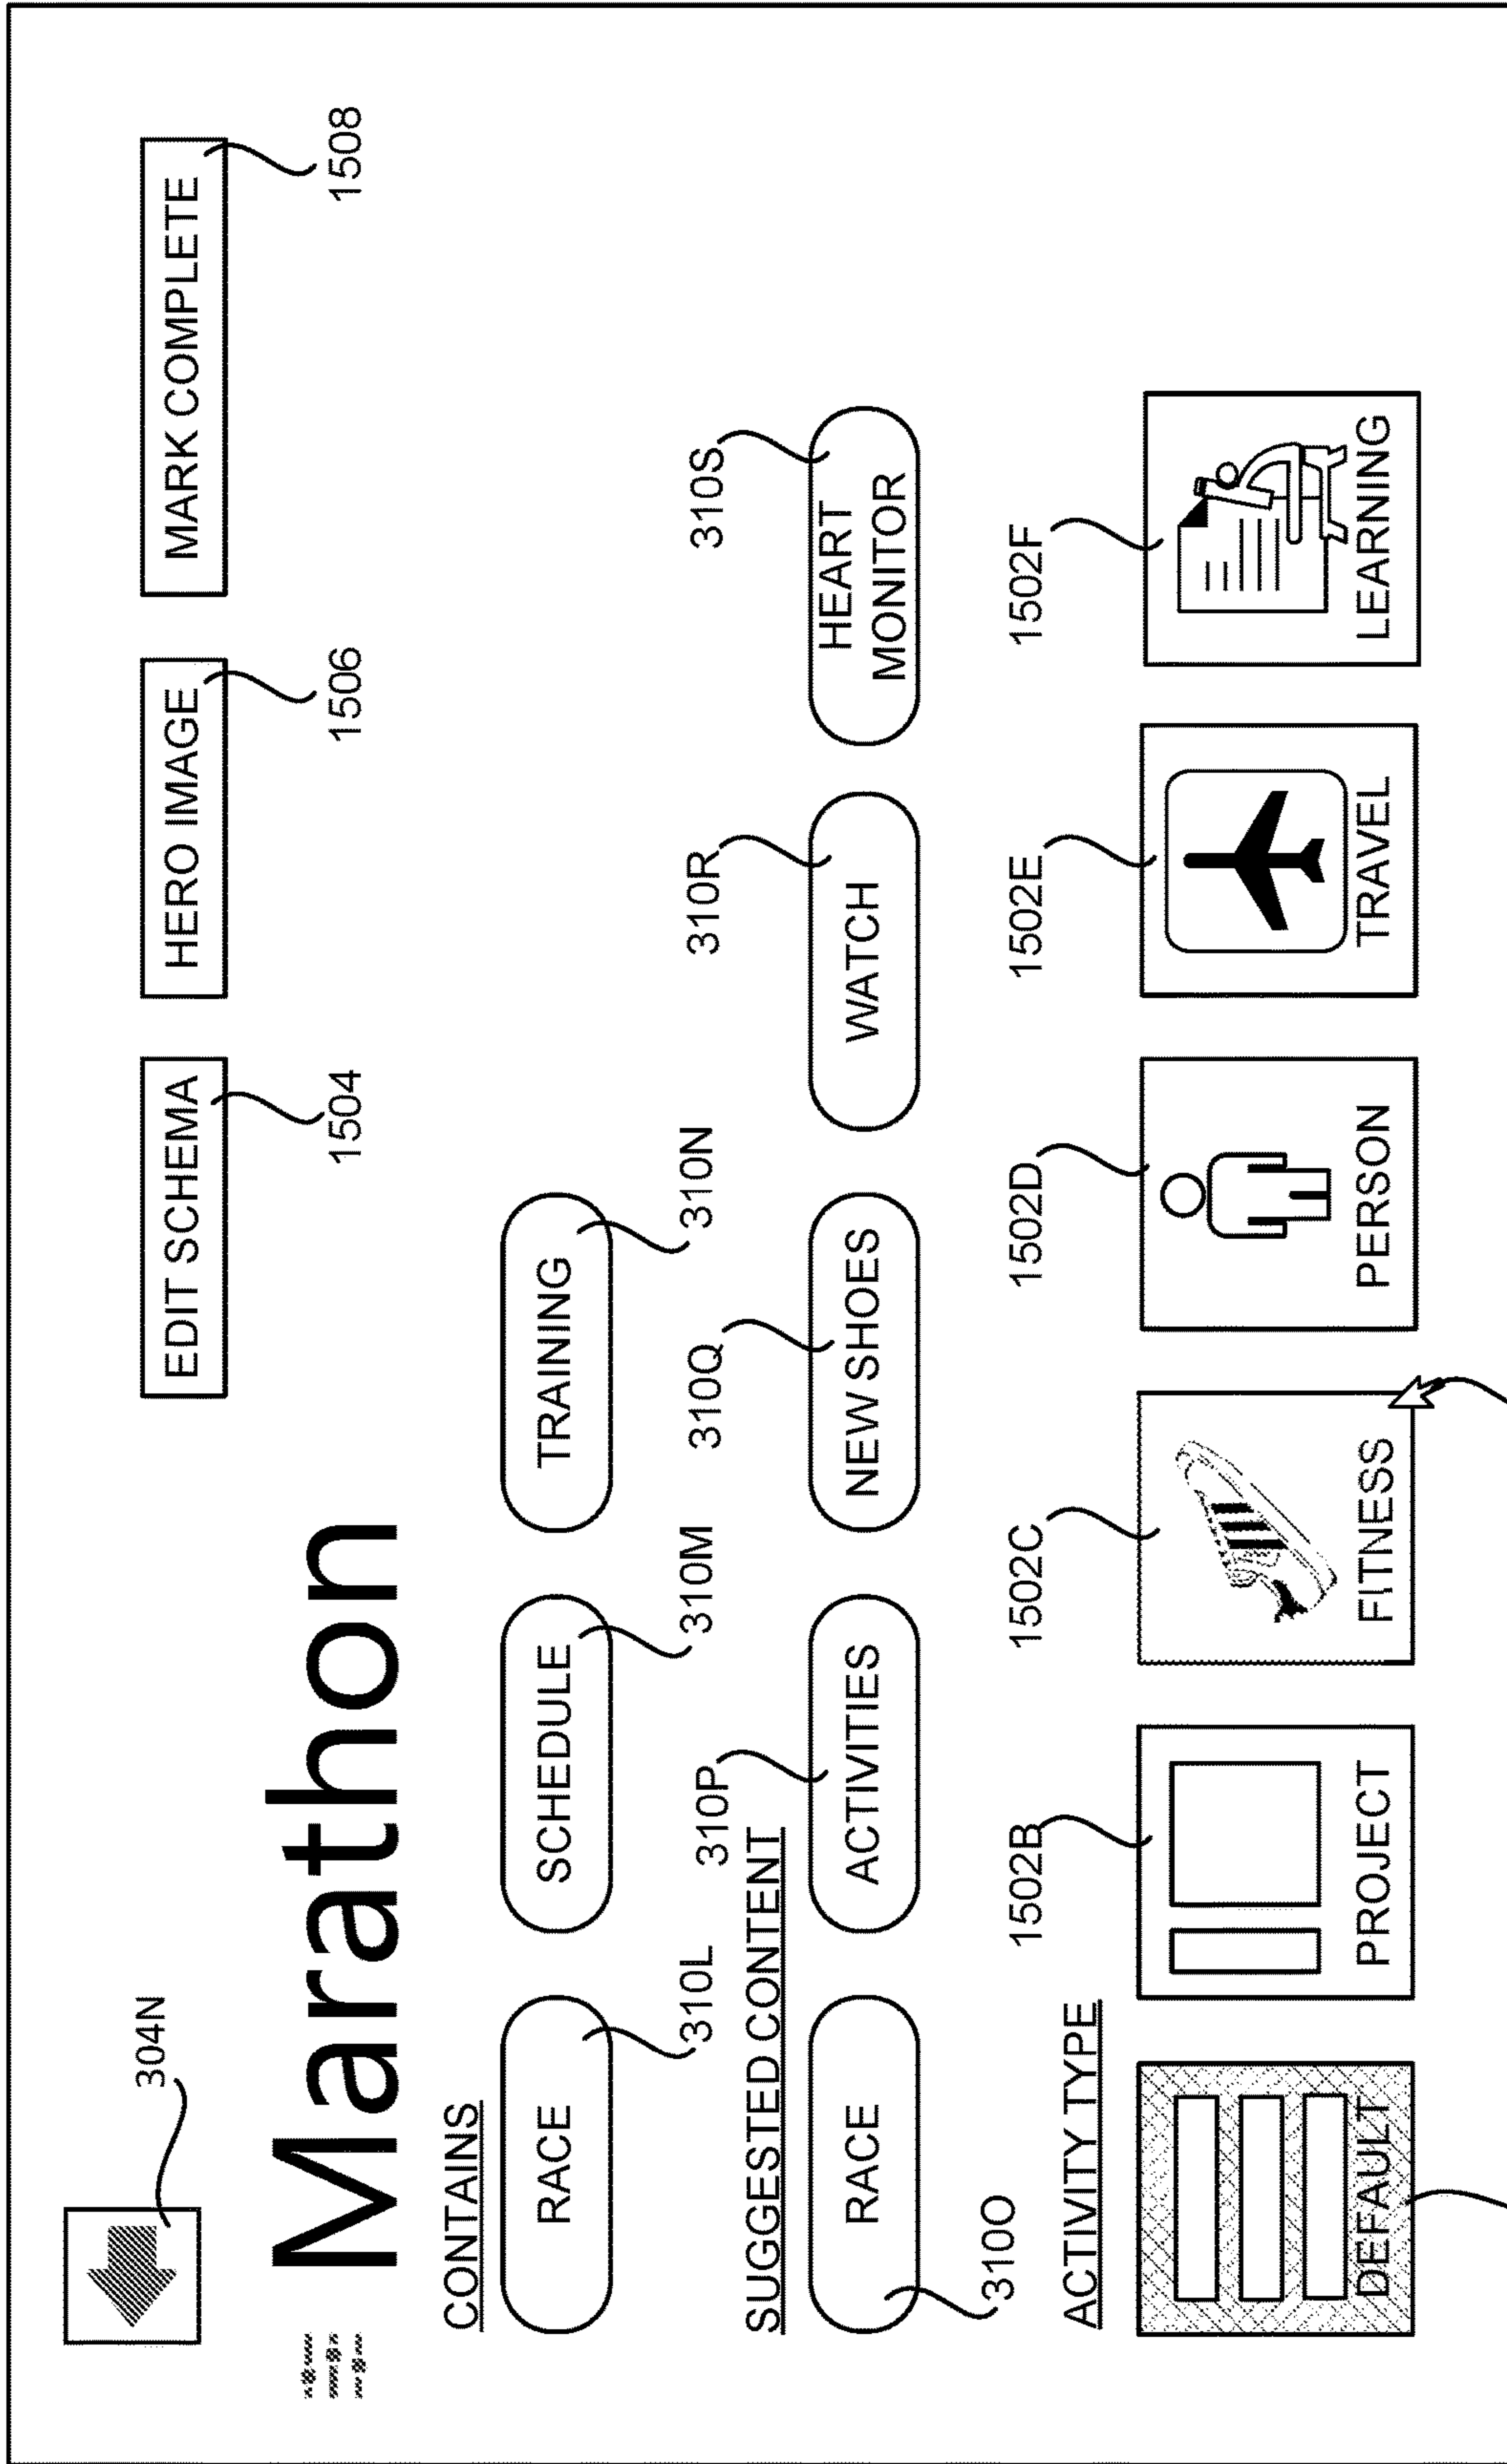 304N
EDIT SCHEMA
HERO IMAGE
MARK COMPLETE
1504
1506
1508
Marathon
CONTAINS
RACE
SCHEDULE
TRAINING
310L
310M
310N
SUGGESTED CONTENT
310P
310Q
310R
310S
RACE
ACTIVITIES
NEW SHOES
WATCH
HEART
MONITOR
310O
ACTIVITY TYPE
1502B
1502C
1502D
1502E
1502F
DEFAULT
PROJECT
FITNESS
PERSON
TRAVEL
LEARNING